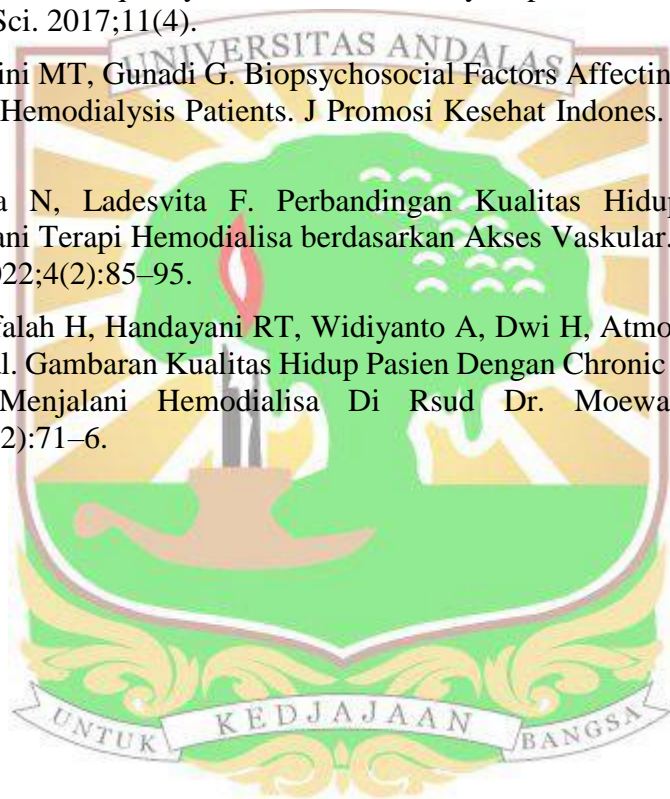 Sci. 2017;11(4).
UNIVERSITAS ANDALAS
ini MT, Gunadi G. Biopsychosocial Factors Affectin
Hemodialysis Patients. J Promosi Kesehat Indones.
a N, Ladesvita F. Perbandingan Kualitas Hidup
ani Terapi Hemodialisa berdasarkan Akses Vaskular.
022;4(2):85–95.
falah H, Handayani RT, Widiyanto A, Dwi H, Atmo
al. Gambaran Kualitas Hidup Pasien Dengan Chronic
Menjalani Hemodialisa Di Rsud Dr. Moewa
2):71–6.
UNTUK KEDJAJAAN BANGSA